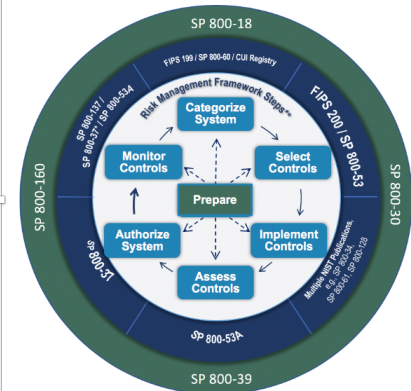 SP 800-18
FIPS 199 / SP 800-60 / CUI Registry
SP 800-137 /
SP 800-37* / SP 800-53A
FIPS 200 / SP 800-53
Risk Management Framework Steps**
Categorize
System
Monitor
Controls
Select
Controls
Prepare
SP 800-160
SP 800-30
Authorize
System
Implement
Controls
Assess
Controls
SP 800-37
Multiple NIST Publications,
e.g., SP 800-34,
SP 800-61, SP 800-128
SP 800-53A
SP 800-39